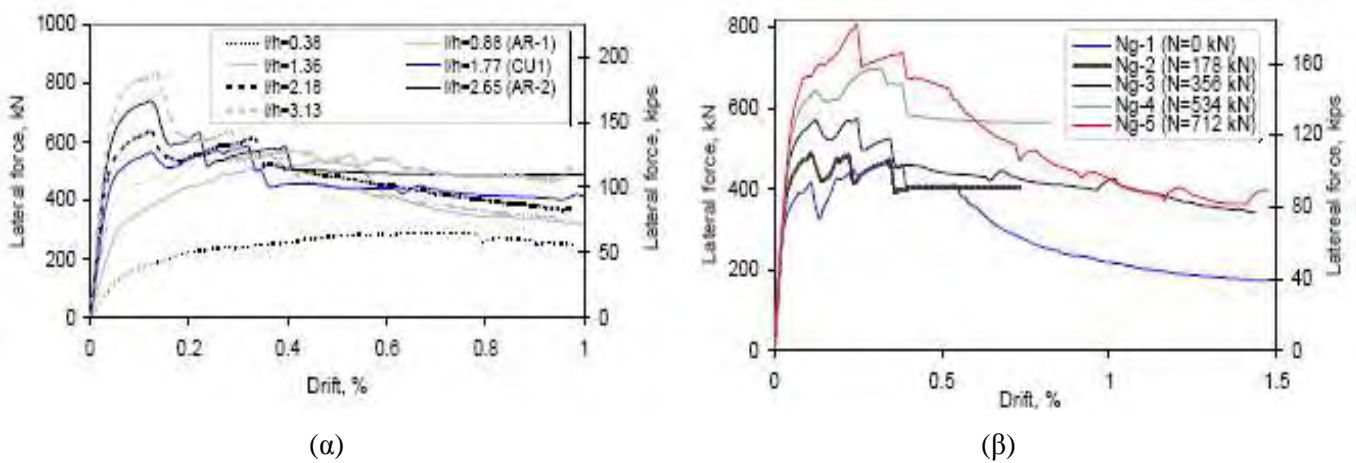 1000
800
600
400
200
0
Lateral force, kN
l/h=0.38
l/h=1.36
l/h=2.18
l/h=3.13
l/h=0.88 (AR-1)
l/h=1.77 (CU1)
l/h=2.65 (AR-2)
200
150
100
50
0
Lateral force, kips
0 0.2 0.4 0.6 0.8 1
Drift, %
(α)
800
600
400
200
0
Lateral force, kN
Ng-1 (N=0 kN)
Ng-2 (N=178 kN)
Ng-3 (N=356 kN)
Ng-4 (N=534 kN)
Ng-5 (N=712 kN)
160
120
80
40
0
Latereal force, kips
0 0.5 1 1.5
Drift, %
(β)